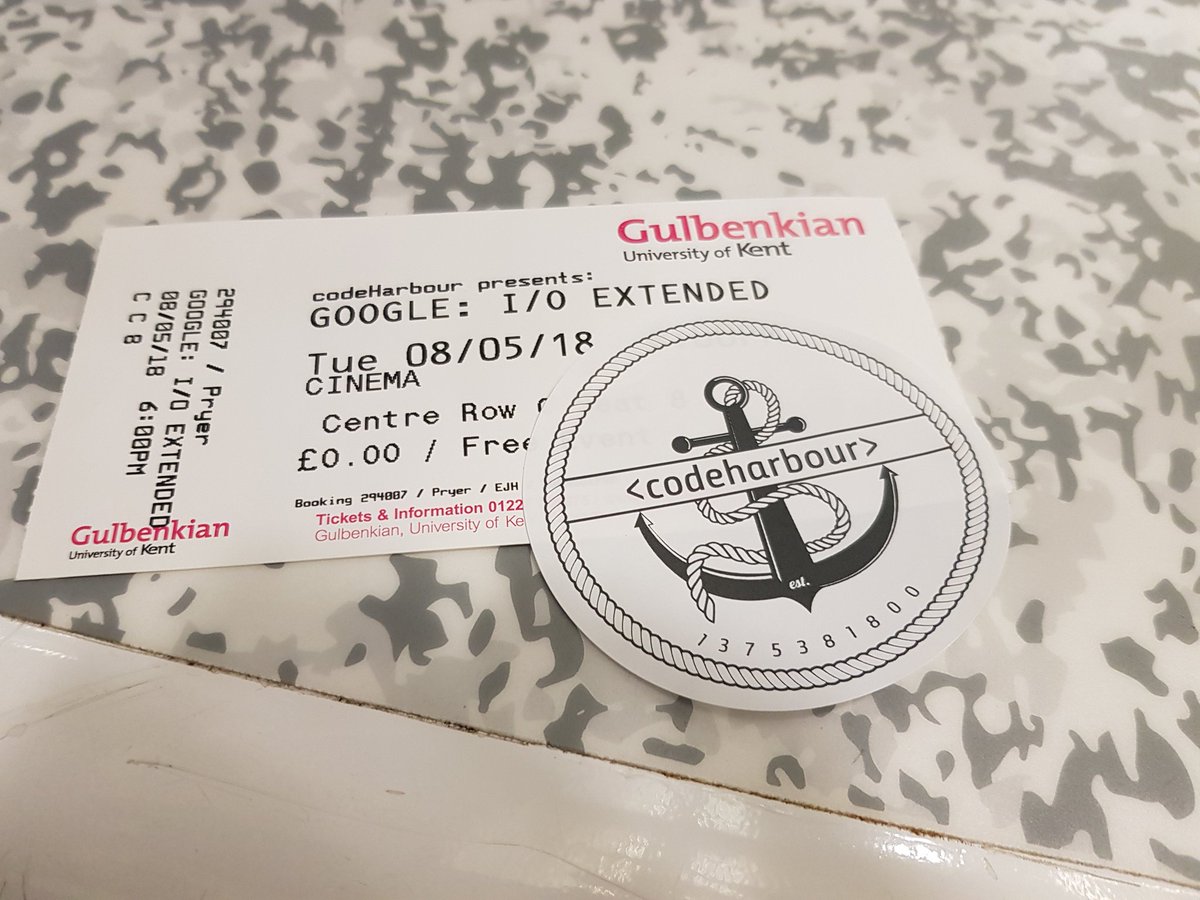 Gulbenkian
University of Kent
codeHarbour presents:
GOOGLE: I/O EXTENDED
Tue 08/05/18
CINEMA
Centre Row
£0.00 / Free
Booking 294007 / Pryer / EJH
Tickets & Information 0122
Gulbenkian, University of Ke
294007 / Pryer
GOOGLE: I/O EXTENDED
08/05/18 6:00PM
C C 8
Gulbenkian
University of Kent
<codeharbour>
est.
1375381800